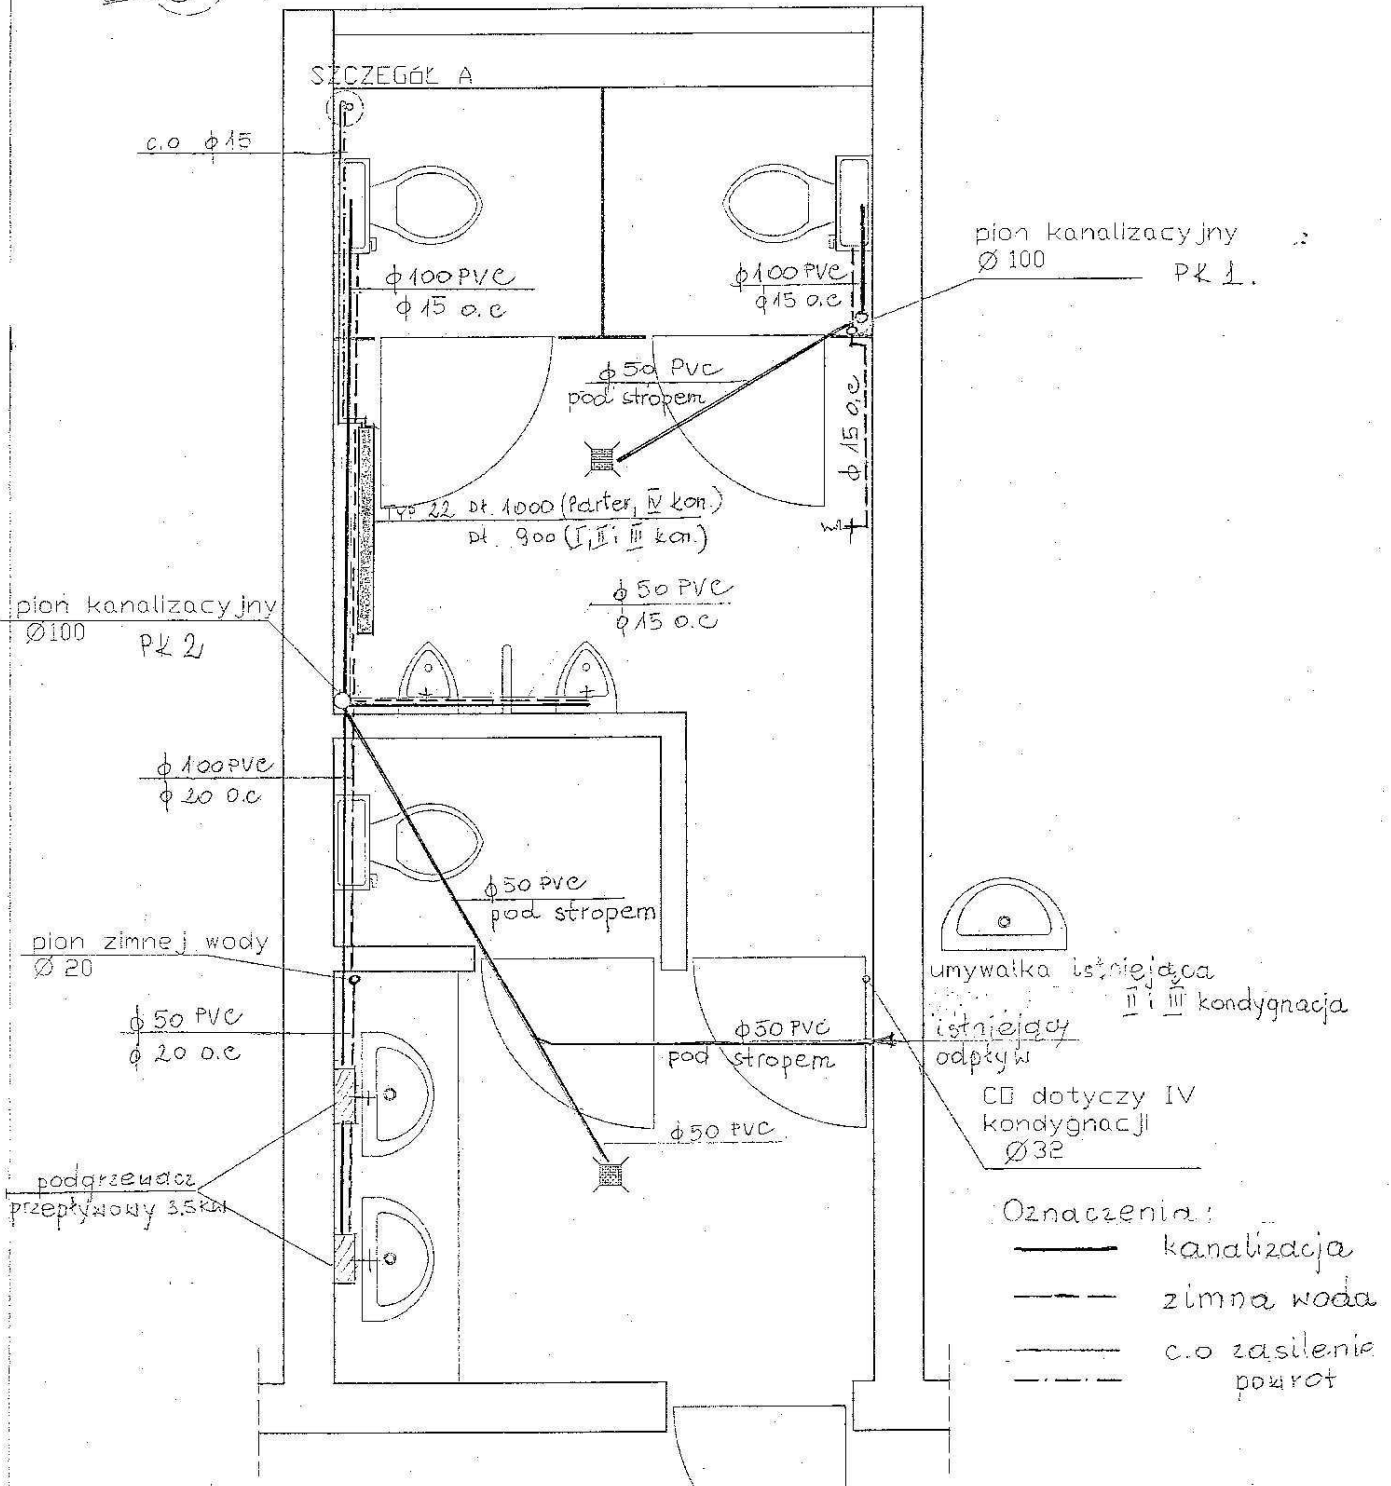 SZCZEGÓŁ A
c.o ϕ15
ϕ100 PVC
ϕ 15 o.c
ϕ100 PVC
ϕ15 o.c
pion kanalizacyjny
Ø 100
PK 1.
ϕ 50 PVC
pod stropem
ϕ 15 o.c
Typ 22 Dł. 1000 (Parter, IV kon.)
Dł. 900 (I, II i III kon.)
pion kanalizacyjny
Ø100
PK 2
ϕ 50 PVC
ϕ15 o.c
ϕ 100PVC
ϕ 20 o.c
ϕ50 PVC
pod stropem
pion zimnej wody
Ø 20
umywalka istniejąca
II i III kondygnacja
ϕ 50 PVC
ϕ 20 o.c
ϕ50 PVC
pod stropem
istniejący
odpływ
CO dotyczy IV
kondygnacji
Ø32
ϕ50 PVC
podgrzewacz
przepływowy 3.5kW
Oznaczenia:
kanalizacja
zimna woda
c.o zasilenie
powrót